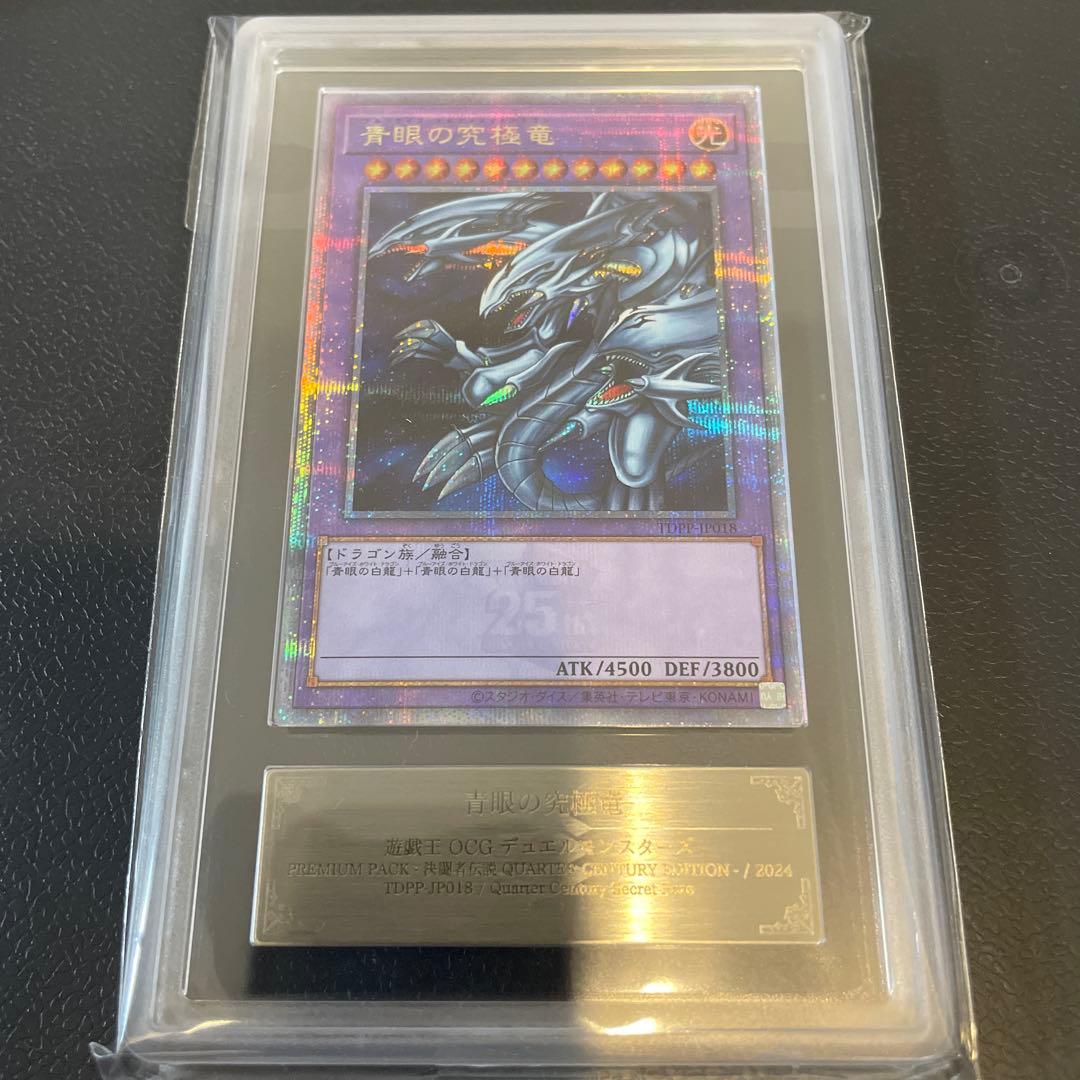 青眼の究極竜
光
TDPP-JP018
【ドラゴン族／融合】
「青眼の白龍」+「青眼の白龍」+「青眼の白龍」
25th
ATK/4500 DEF/3800
©スタジオ・ダイス／集英社・テレビ東京・KONAMI
青眼の究極竜
遊戯王 OCG デュエルモンスターズ
PREMIUM PACK - 決闘者伝説 QUARTER CENTURY EDITION - / 2024
TDPP-JP018 / Quarter Century Secret Rare